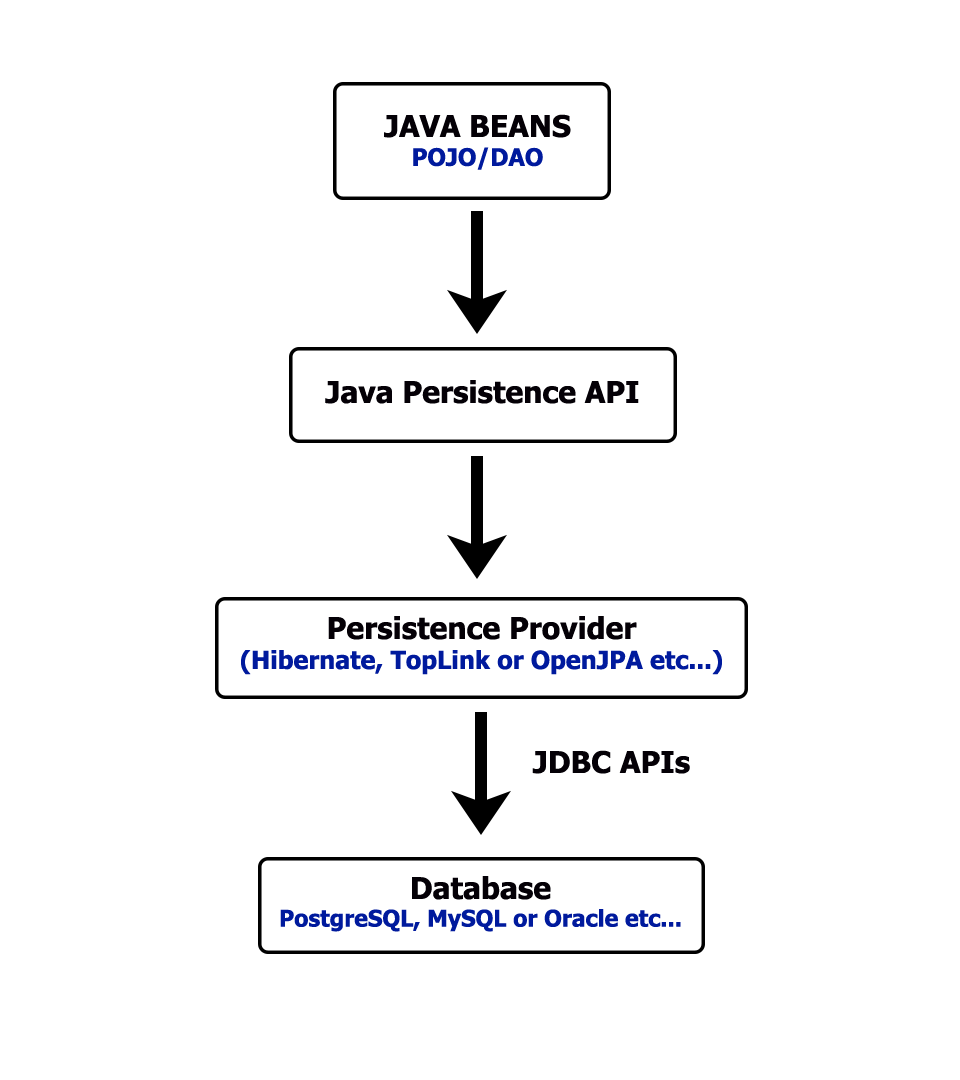 JAVA BEANS
POJO/DAO
Java Persistence API
Persistence Provider
(Hibernate, TopLink or OpenJPA etc...)
JDBC APIs
Database
PostgreSQL, MySQL or Oracle etc...